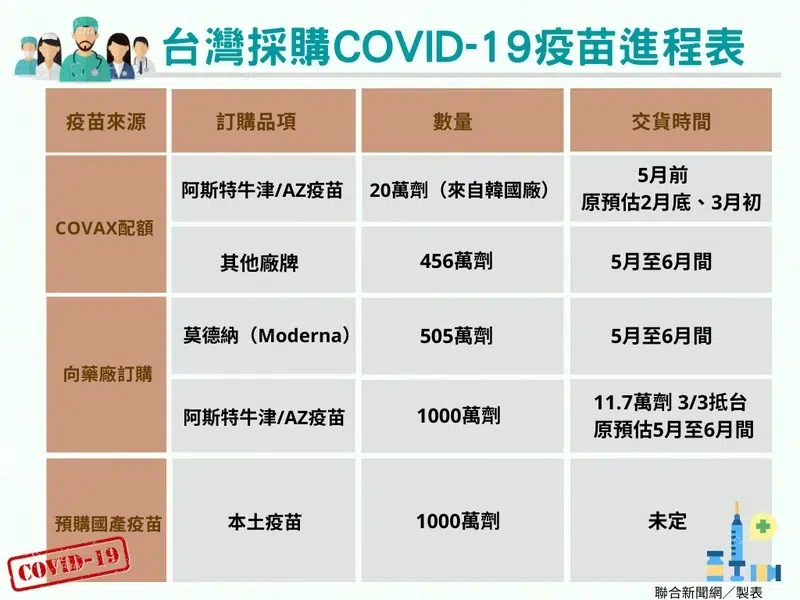 台灣採購COVID-19疫苗進程表
疫苗來源 訂購品項 數量 交貨時間
COVAX配額
阿斯特牛津/AZ疫苗 20萬劑（來自韓國廠） 5月前
原預估2月底、3月初
其他廠牌 456萬劑 5月至6月間
向藥廠訂購
莫德納（Moderna） 505萬劑 5月至6月間
阿斯特牛津/AZ疫苗 1000萬劑 11.7萬劑 3/3抵台
原預估5月至6月間
預購國產疫苗 本土疫苗 1000萬劑 未定
COVID-19
聯合新聞網／製表